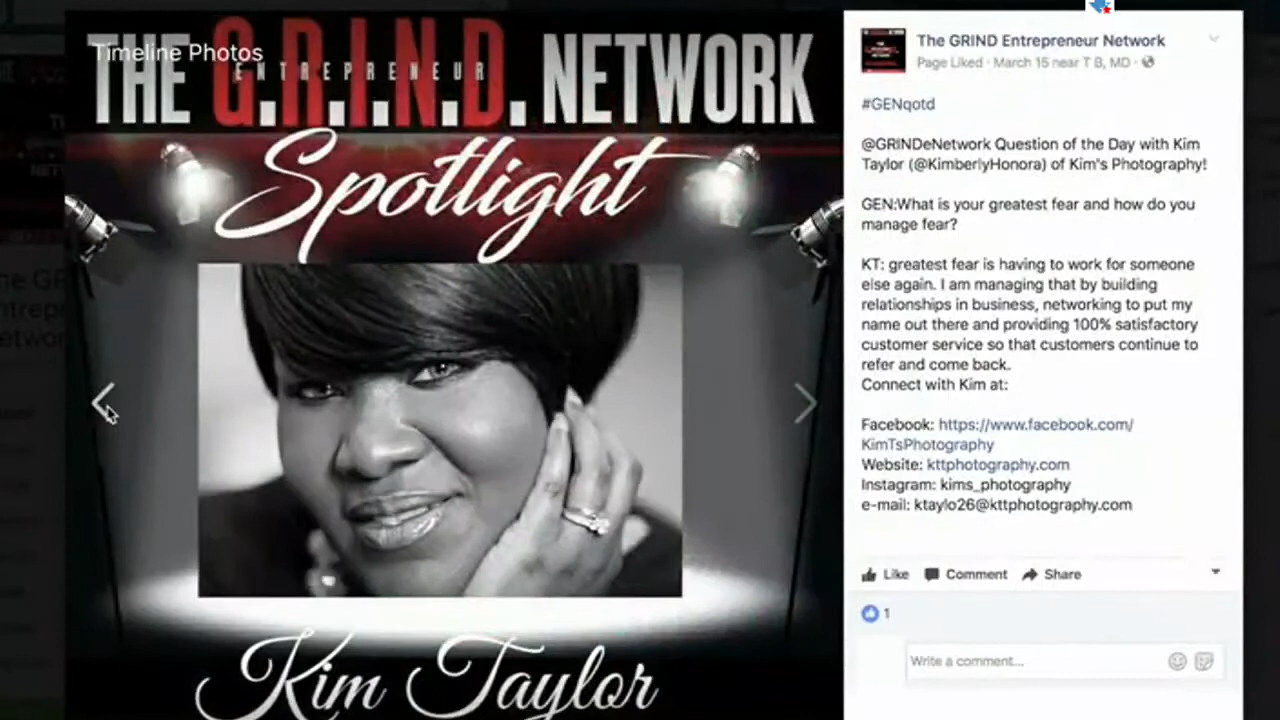 Timeline Photos
THE G.R.I.N.D. NETWORK
ENTREPRENEUR
Spotlight
Kim Taylor
The GRIND Entrepreneur Network
Page Liked · March 15 near T B, MD ·
#GENqotd
@GRINDeNetwork Question of the Day with Kim
Taylor (@KimberlyHonora) of Kim's Photography!
GEN:What is your greatest fear and how do you
manage fear?
KT: greatest fear is having to work for someone
else again. I am managing that by building
relationships in business, networking to put my
name out there and providing 100% satisfactory
customer service so that customers continue to
refer and come back.
Connect with Kim at:
Facebook: https://www.facebook.com/
KimTsPhotography
Website: kttphotography.com
Instagram: kims_photography
e-mail: ktaylo26@kttphotography.com
Like Comment Share
1
Write a comment...